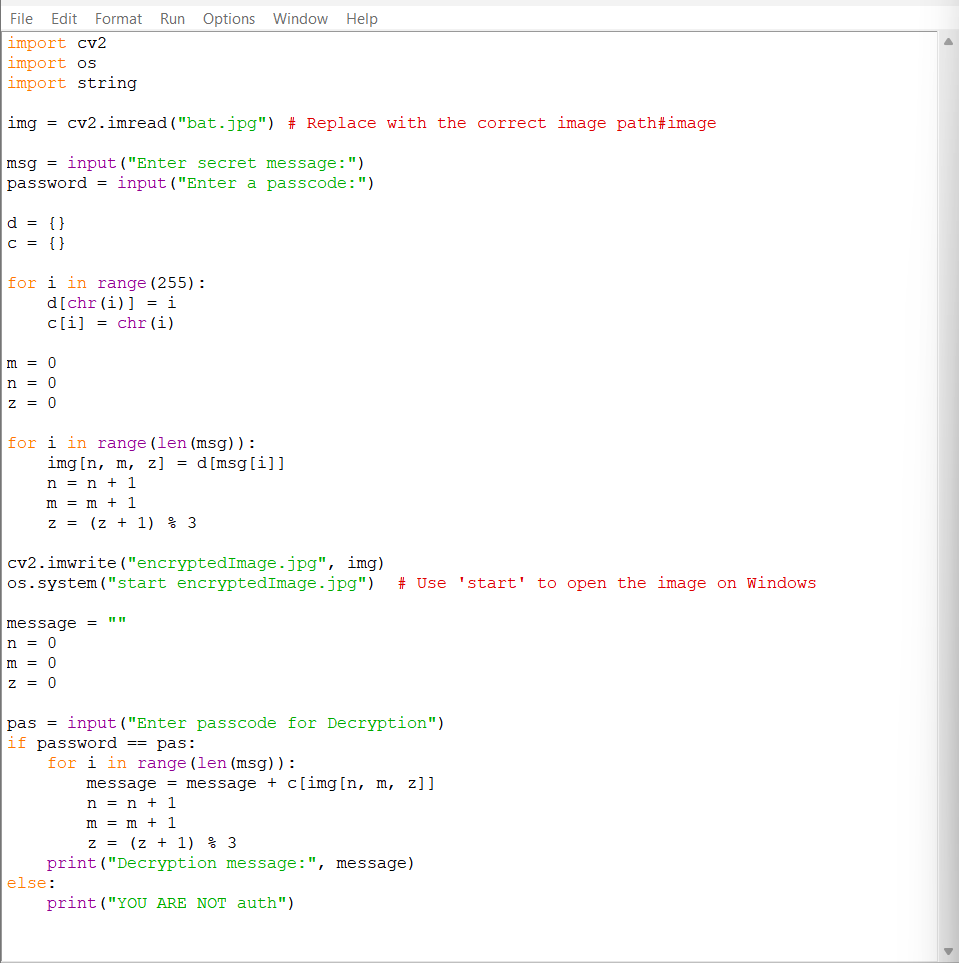 File Edit Format Run Options Window Help
import cv2
import os
import string

img = cv2.imread("bat.jpg") # Replace with the correct image path#image

msg = input("Enter secret message:")
password = input("Enter a passcode:")

d = {}
c = {}

for i in range(255):
    d[chr(i)] = i
    c[i] = chr(i)

m = 0
n = 0
z = 0

for i in range(len(msg)):
    img[n, m, z] = d[msg[i]]
    n = n + 1
    m = m + 1
    z = (z + 1) % 3

cv2.imwrite("encryptedImage.jpg", img)
os.system("start encryptedImage.jpg")  # Use 'start' to open the image on Windows

message = ""
n = 0
m = 0
z = 0

pas = input("Enter passcode for Decryption")
if password == pas:
    for i in range(len(msg)):
        message = message + c[img[n, m, z]]
        n = n + 1
        m = m + 1
        z = (z + 1) % 3
    print("Decryption message:", message)
else:
    print("YOU ARE NOT auth")